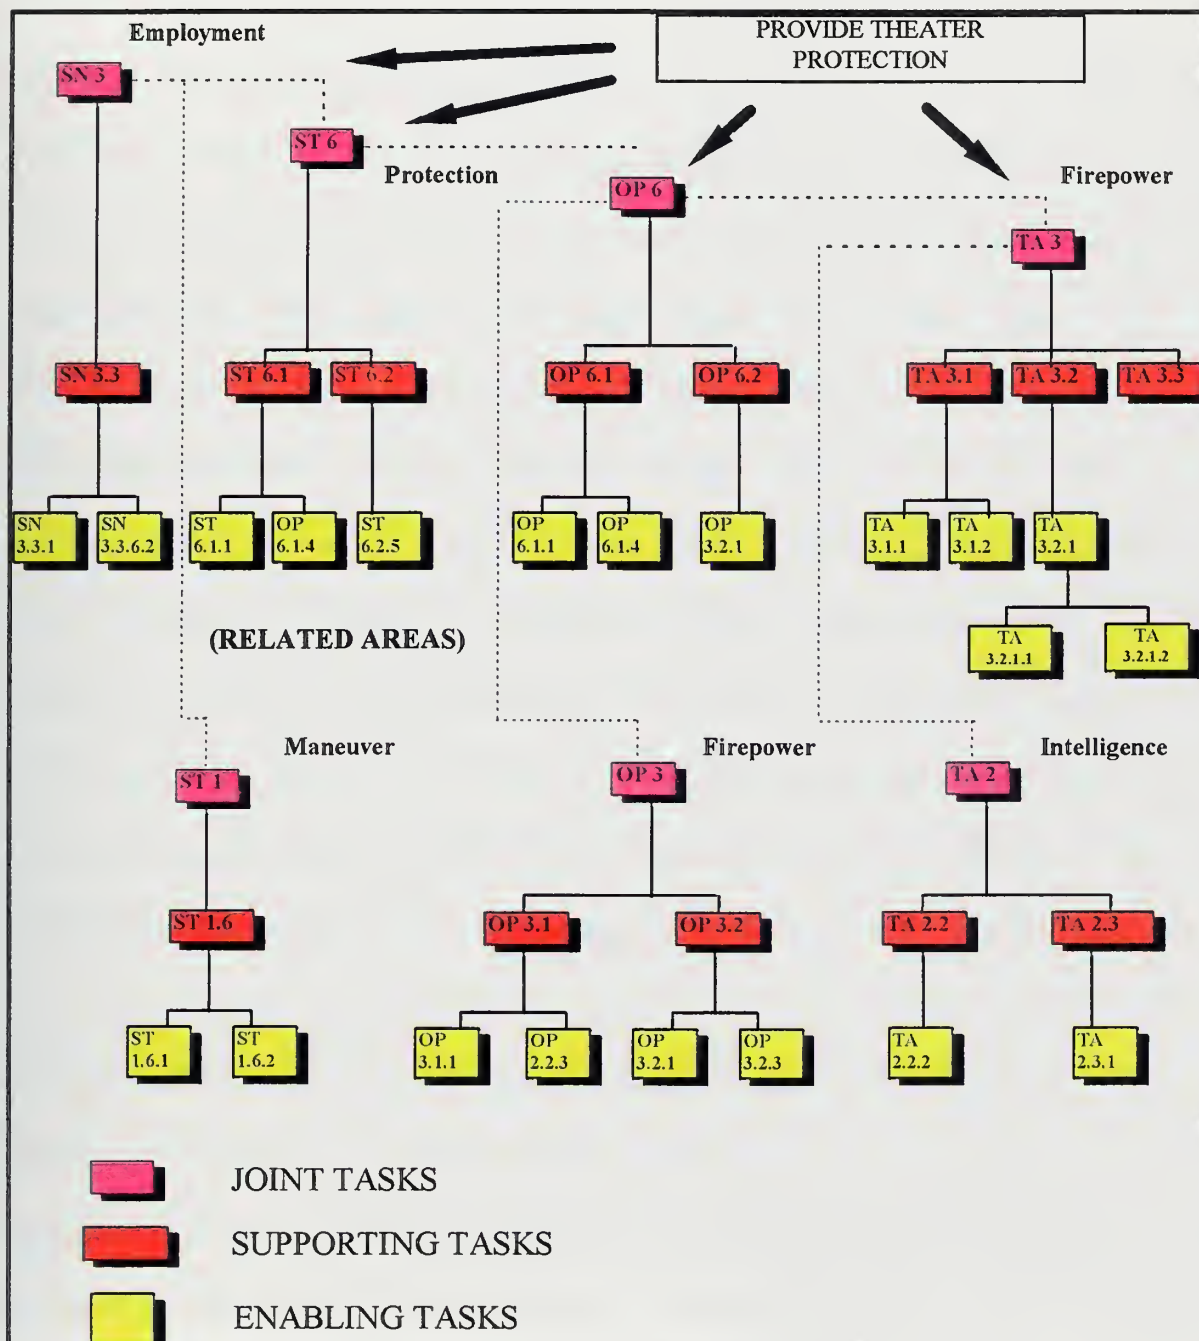 Employment
PROVIDE THEATER
PROTECTION
SN 3
ST 6
Protection
OP 6
Firepower
TA 3
SN 3.3
ST 6.1
ST 6.2
OP 6.1
OP 6.2
TA 3.1
TA 3.2
TA 3.3
SN
3.3.1
SN
3.3.6.2
ST
6.1.1
OP
6.1.4
ST
6.2.5
OP
6.1.1
OP
6.1.4
OP
3.2.1
TA
3.1.1
TA
3.1.2
TA
3.2.1
(RELATED AREAS)
TA
3.2.1.1
TA
3.2.1.2
Maneuver
Firepower
Intelligence
ST 1
OP 3
TA 2
ST 1.6
OP 3.1
OP 3.2
TA 2.2
TA 2.3
ST
1.6.1
ST
1.6.2
OP
3.1.1
OP
2.2.3
OP
3.2.1
OP
3.2.3
TA
2.2.2
TA
2.3.1
JOINT TASKS
SUPPORTING TASKS
ENABLING TASKS